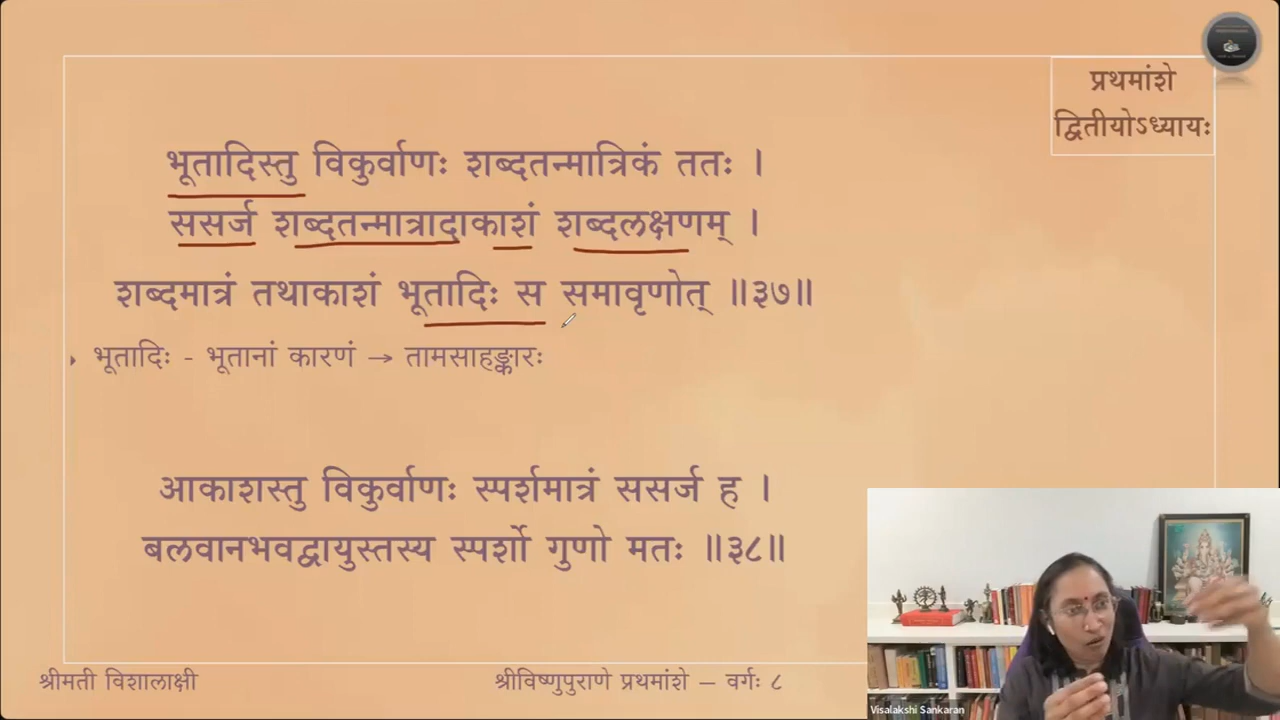 प्रथमांशे
द्वितीयोऽध्यायः
भूतादिस्तु विकुर्वाणः शब्दतन्मात्रिकं ततः ।
ससर्ज शब्दतन्मात्रादाकाशं शब्दलक्षणम् ।
शब्दमात्रं तथाकाशं भूतादिः स समावृणोत् ॥३७॥
भूतादिः - भूतानां कारणं → तामसाहङ्कारः
आकाशस्तु विकुर्वाणः स्पर्शमात्रं ससर्ज ह ।
बलवानभवद्वायुस्तस्य स्पर्शो गुणो मतः ॥३८॥
श्रीमती विशालाक्षी
श्रीविष्णुपुराणे प्रथमांशे – वर्गः ८
Visalakshi Sankaran